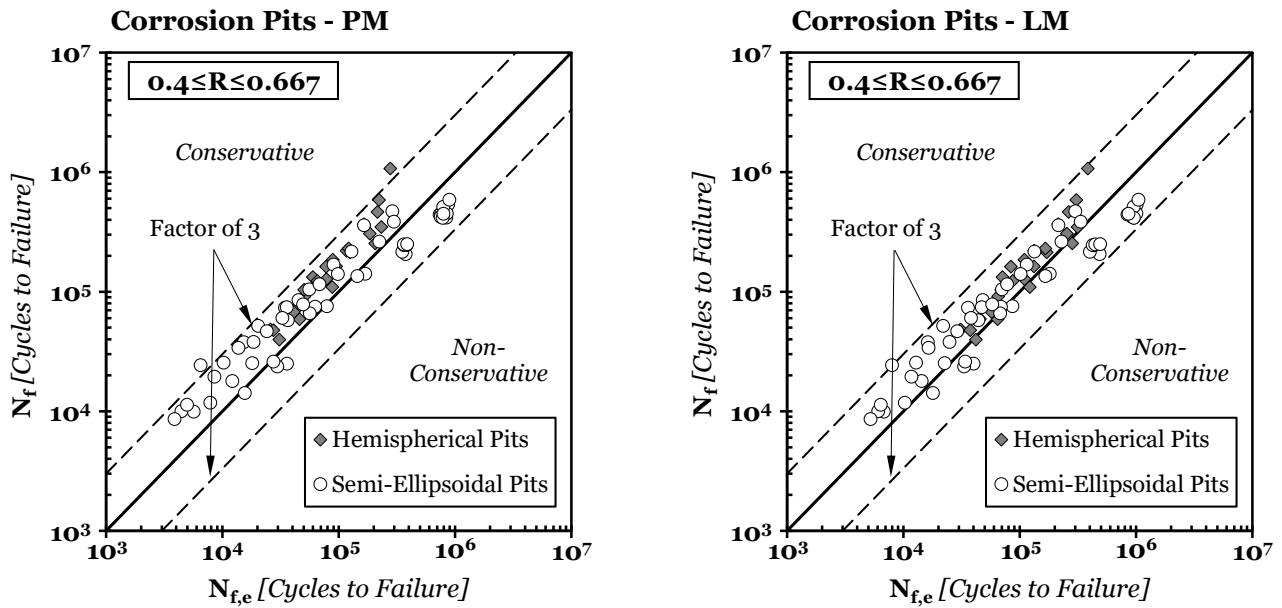 Corrosion Pits - PM
10⁷
10⁶
10⁵
10⁴
10³
N_f [Cycles to Failure]
0.4≤R≤0.667
Conservative
Factor of 3
Non-
Conservative
Hemispherical Pits
Semi-Ellipsoidal Pits
10³ 10⁴ 10⁵ 10⁶ 10⁷
N_f,e [Cycles to Failure]
Corrosion Pits - LM
10⁷
10⁶
10⁵
10⁴
10³
N_f [Cycles to Failure]
0.4≤R≤0.667
Conservative
Factor of 3
Non-
Conservative
Hemispherical Pits
Semi-Ellipsoidal Pits
10³ 10⁴ 10⁵ 10⁶ 10⁷
N_f,e [Cycles to Failure]